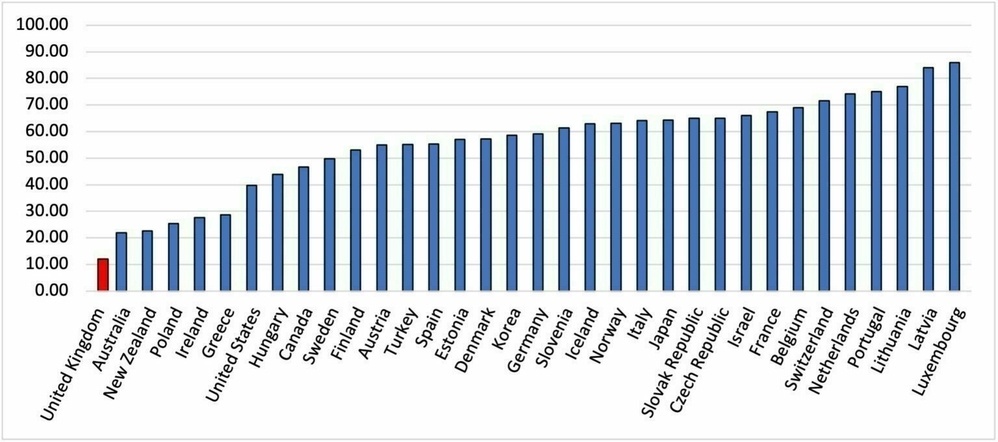 100.00
90.00
80.00
70.00
60.00
50.00
40.00
30.00
20.00
10.00
0.00
United Kingdom
Australia
New Zealand
Poland
Ireland
Greece
United States
Hungary
Canada
Sweden
Finland
Austria
Turkey
Spain
Estonia
Denmark
Korea
Germany
Slovenia
Iceland
Norway
Italy
Japan
Slovak Republic
Czech Republic
Israel
France
Belgium
Switzerland
Netherlands
Portugal
Lithuania
Latvia
Luxembourg